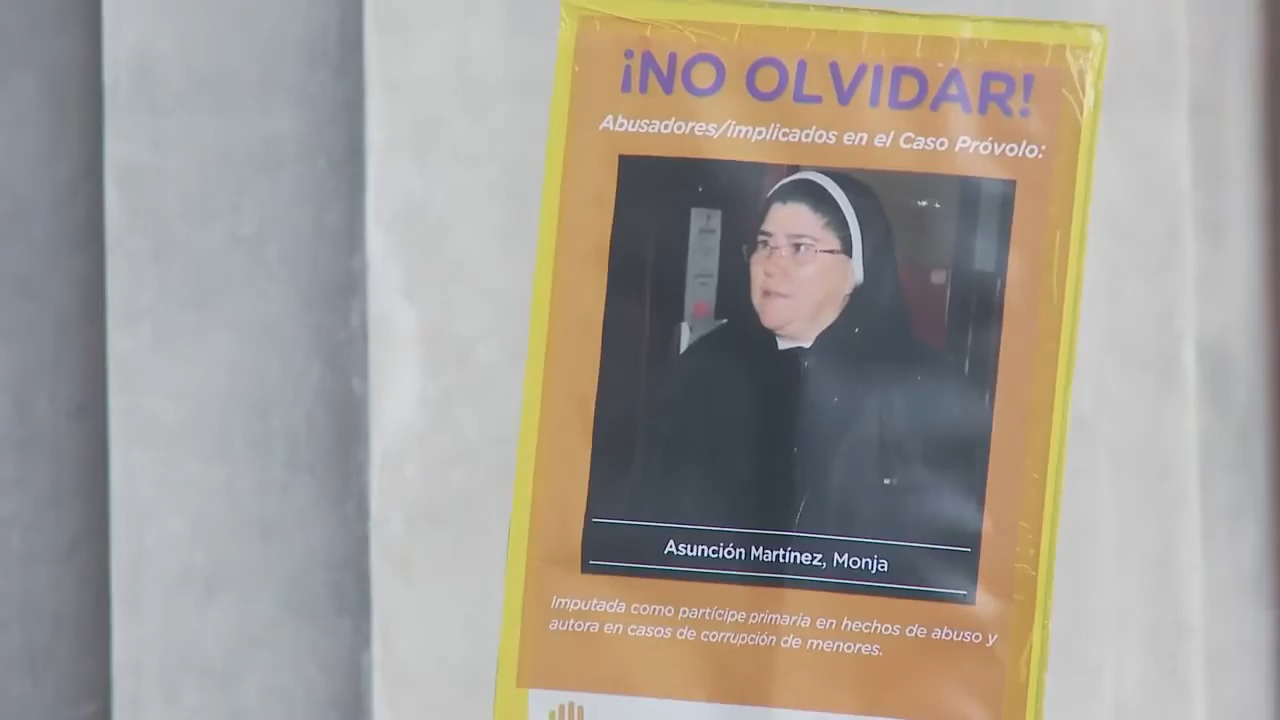 ¡NO OLVIDAR!
Abusadores/implicados en el Caso Próvolo:
Asunción Martínez, Monja
Imputada como partícipe primaria en hechos de abuso y
autora en casos de corrupción de menores.